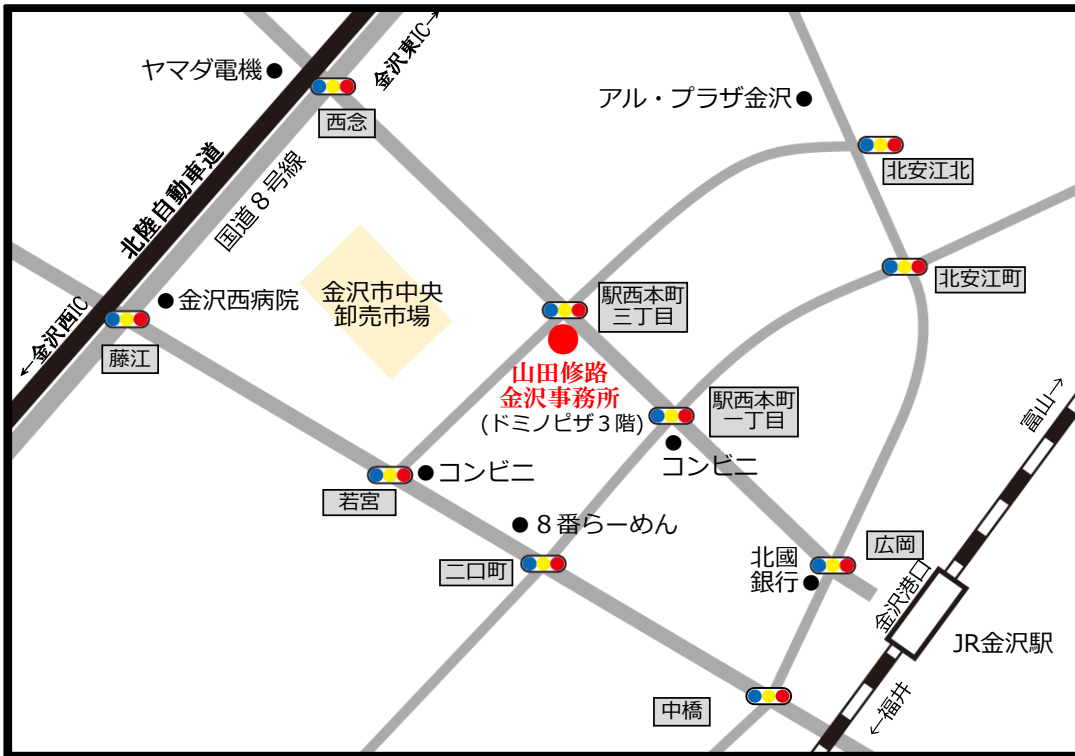 金沢東IC→
ヤマダ電機
西念
アル・プラザ金沢
北安江北
北陸自動車道
国道８号線
北安江町
金沢西病院
金沢市中央
卸売市場
駅西本町
三丁目
←金沢西IC
藤江
山田修路
金沢事務所
(ドミノピザ３階)
駅西本町
一丁目
富山→
コンビニ
コンビニ
若宮
８番らーめん
二口町
北國
銀行
広岡
金沢港口
JR金沢駅
中橋
←福井